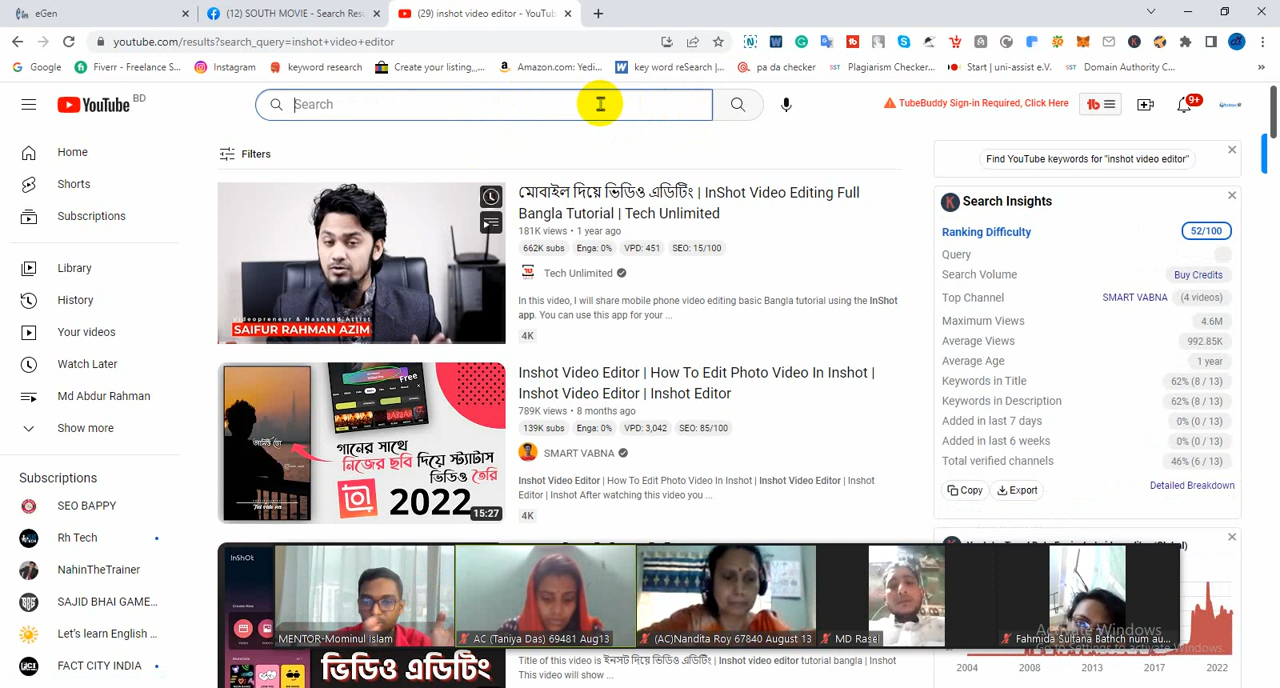 eGen
(12) SOUTH MOVIE - Search Res
(29) inshot video editor - YouTub
youtube.com/results?search_query=inshot+video+editor
Google
Fiverr - Freelance S...
Instagram
keyword research
Create your listing,,,...
Amazon.com: Yedi...
key word reSearch |...
pa da checker
Plagiarism Checker...
Start | uni-assist e.V.
Domain Authority C...
YouTube BD
Search
TubeBuddy Sign-in Required, Click Here
9+
Home
Shorts
Subscriptions
Library
History
Your videos
Watch Later
Md Abdur Rahman
Show more
Subscriptions
SEO BAPPY
Rh Tech
NahinTheTrainer
SAJID BHAI GAME...
Let's learn English ...
FACT CITY INDIA
Filters
Videopreneur & Nasheed Artist
SAIFUR RAHMAN AZIM
মোবাইল দিয়ে ভিডিও এডিটিং | InShot Video Editing Full
Bangla Tutorial | Tech Unlimited
181K views • 1 year ago
662K subs Enga: 0% VPD: 451 SEO: 15/100
Tech Unlimited
In this video, I will share mobile phone video editing basic Bangla tutorial using the InShot
app. You can use this app for your ...
4K
Free
গানের সাথে
নিজের ছবি দিয়ে স্ট্যাটাস
ভিডিও তৈরি
2022
15:27
Inshot Video Editor | How To Edit Photo Video In Inshot |
Inshot Video Editor | Inshot Editor
789K views • 8 months ago
139K subs Enga: 0% VPD: 3,042 SEO: 85/100
SMART VABNA
Inshot Video Editor | How To Edit Photo Video In Inshot | Inshot Video Editor | Inshot
Editor | Inshot After watching this video you ...
4K
InShot
ভিডিও এডিটিং
Title of this video is ইনসট দিয়ে ভিডিও এডিটিং | Inshot video editor tutorial bangla | Inshot
This video will show ...
MENTOR-Mominul islam
AC (Taniya Das) 69481 Aug13
(AC)Nandita Roy 67840 August 13
MD Rasel
Fahmida Sultana Bathch num au...
Find YouTube keywords for "inshot video editor"
Search Insights
Ranking Difficulty 52/100
Query
Search Volume Buy Credits
Top Channel SMART VABNA (4 videos)
Maximum Views 4.6M
Average Views 992.85K
Average Age 1 year
Keywords in Title 62% (8 / 13)
Keywords in Description 62% (8 / 13)
Added in last 7 days 0% (0 / 13)
Added in last 6 weeks 0% (0 / 13)
Total verified channels 46% (6 / 13)
Copy Export Detailed Breakdown
Activate Windows
Go to Settings to activate Windows.
2004 2008 2013 2017 2022